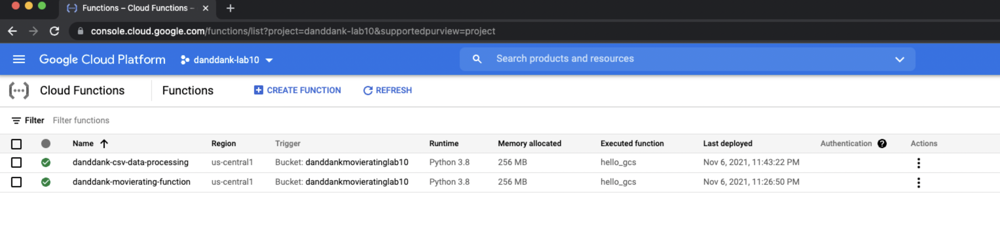 Functions – Cloud Functions –
console.cloud.google.com/functions/list?project=danddank-lab10&supportedpurview=project
Google Cloud Platform danddank-lab10 Search products and resources
Cloud Functions Functions CREATE FUNCTION REFRESH
Filter Filter functions
Name Region Trigger Runtime Memory allocated Executed function Last deployed Authentication Actions
danddank-csv-data-processing us-central1 Bucket: danddankmovieratinglab10 Python 3.8 256 MB hello_gcs Nov 6, 2021, 11:43:22 PM
danddank-movierating-function us-central1 Bucket: danddankmovieratinglab10 Python 3.8 256 MB hello_gcs Nov 6, 2021, 11:26:50 PM